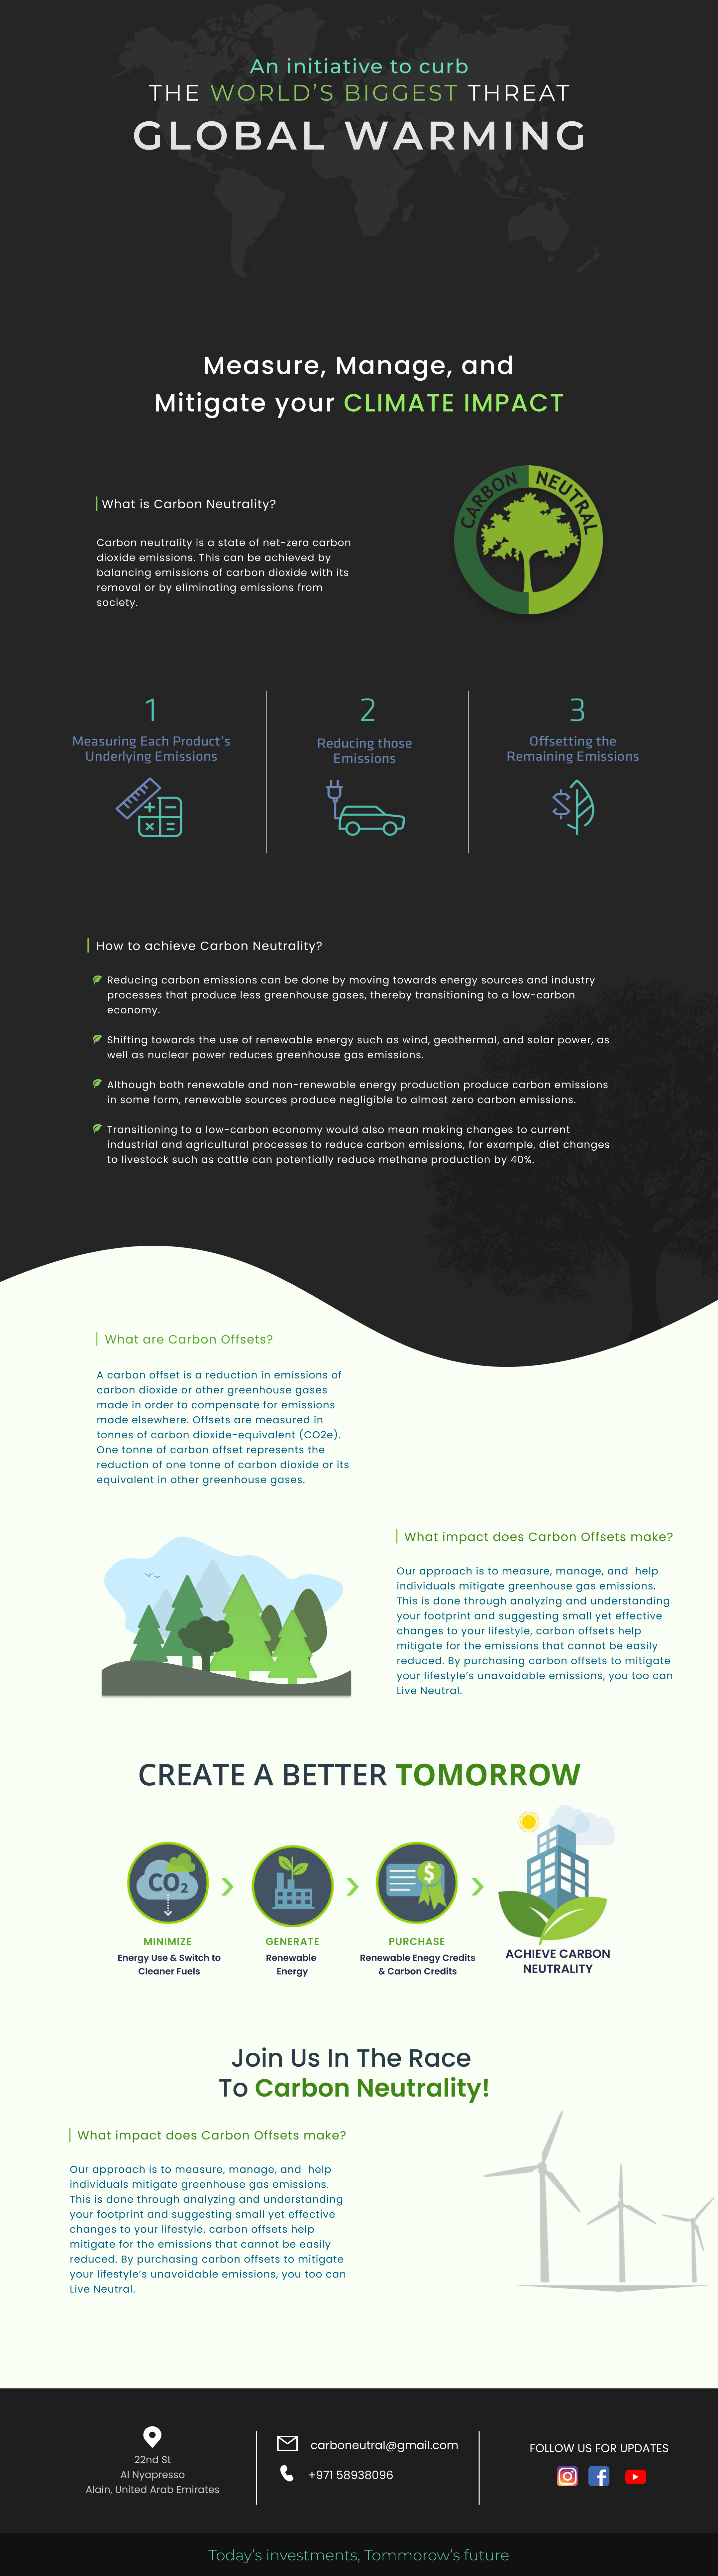 An initiative to curb
THE WORLD'S BIGGEST THREAT
GLOBAL WARMING
Measure, Manage, and
Mitigate your CLIMATE IMPACT
What is Carbon Neutrality?
Carbon neutrality is a state of net-zero carbon
dioxide emissions. This can be achieved by
balancing emissions of carbon dioxide with its
removal or by eliminating emissions from
society.
CARBON NEUTRAL
1
Measuring Each Product's
Underlying Emissions
2
Reducing those
Emissions
3
Offsetting the
Remaining Emissions
How to achieve Carbon Neutrality?
Reducing carbon emissions can be done by moving towards energy sources and industry
processes that produce less greenhouse gases, thereby transitioning to a low-carbon
economy.
Shifting towards the use of renewable energy such as wind, geothermal, and solar power, as
well as nuclear power reduces greenhouse gas emissions.
Although both renewable and non-renewable energy production produce carbon emissions
in some form, renewable sources produce negligible to almost zero carbon emissions.
Transitioning to a low-carbon economy would also mean making changes to current
industrial and agricultural processes to reduce carbon emissions, for example, diet changes
to livestock such as cattle can potentially reduce methane production by 40%.
What are Carbon Offsets?
A carbon offset is a reduction in emissions of
carbon dioxide or other greenhouse gases
made in order to compensate for emissions
made elsewhere. Offsets are measured in
tonnes of carbon dioxide-equivalent (CO2e).
One tonne of carbon offset represents the
reduction of one tonne of carbon dioxide or its
equivalent in other greenhouse gases.
What impact does Carbon Offsets make?
Our approach is to measure, manage, and  help
individuals mitigate greenhouse gas emissions.
This is done through analyzing and understanding
your footprint and suggesting small yet effective
changes to your lifestyle, carbon offsets help
mitigate for the emissions that cannot be easily
reduced. By purchasing carbon offsets to mitigate
your lifestyle's unavoidable emissions, you too can
Live Neutral.
CREATE A BETTER TOMORROW
CO2
$
MINIMIZE
Energy Use & Switch to
Cleaner Fuels
GENERATE
Renewable
Energy
PURCHASE
Renewable Enegy Credits
& Carbon Credits
ACHIEVE CARBON
NEUTRALITY
Join Us In The Race
To Carbon Neutrality!
What impact does Carbon Offsets make?
Our approach is to measure, manage, and  help
individuals mitigate greenhouse gas emissions.
This is done through analyzing and understanding
your footprint and suggesting small yet effective
changes to your lifestyle, carbon offsets help
mitigate for the emissions that cannot be easily
reduced. By purchasing carbon offsets to mitigate
your lifestyle's unavoidable emissions, you too can
Live Neutral.
22nd St
Al Nyapresso
Alain, United Arab Emirates
carboneutral@gmail.com
+971 58938096
FOLLOW US FOR UPDATES
Today's investments, Tommorow's future